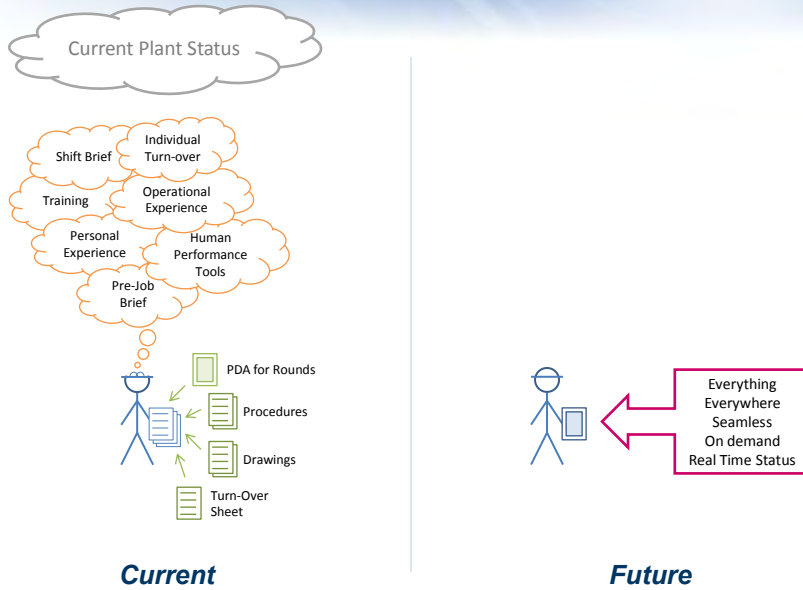 Current Plant Status
Individual
Turn-over
Shift Brief
Operational
Experience
Training
Personal
Experience
Human
Performance
Tools
Pre-Job
Brief
PDA for Rounds
Procedures
Drawings
Turn-Over
Sheet
Current
Everything
Everywhere
Seamless
On demand
Real Time Status
Future